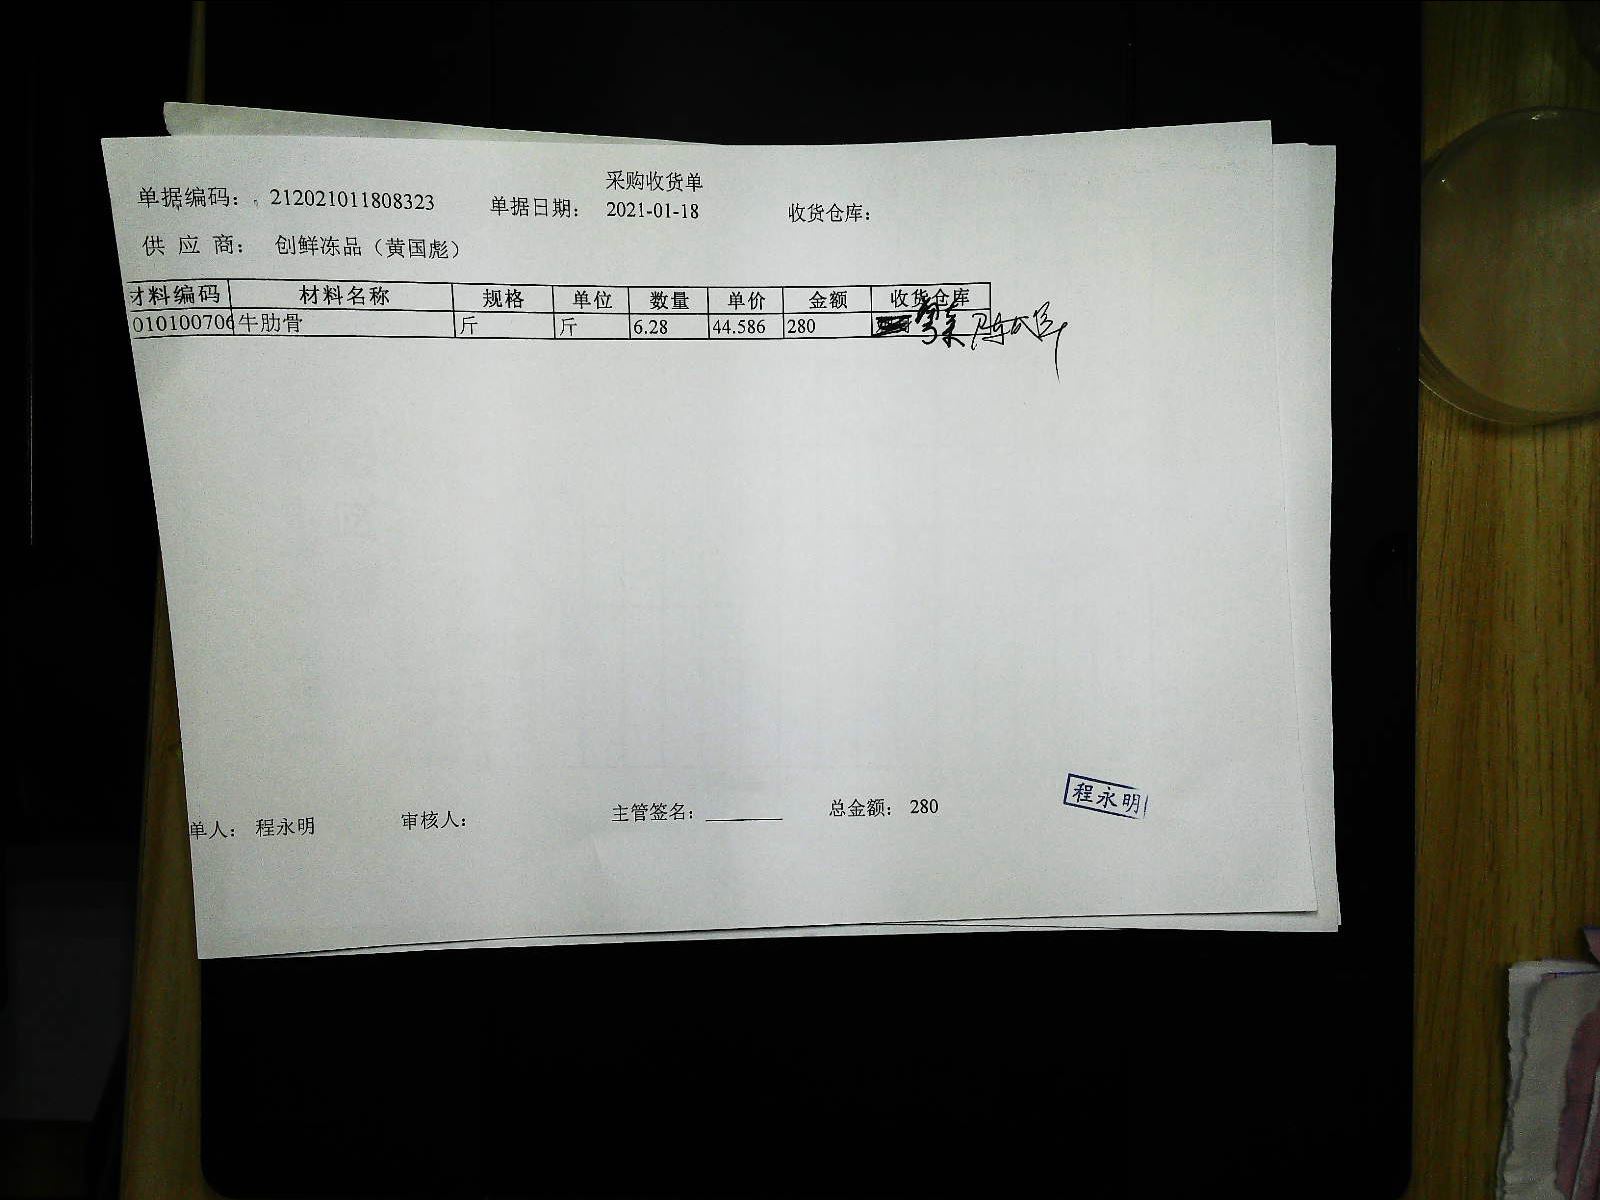 采购收货单
单据编码： 212021011808323 单据日期： 2021-01-18 收货仓库：
供 应 商： 创鲜冻品（黄国彪）
材料编码 材料名称 规格 单位 数量 单价 金额 收货仓库
010100706 牛肋骨 斤 斤 6.28 44.586 280
单人： 程永明 审核人： 主管签名： 总金额： 280
程永明